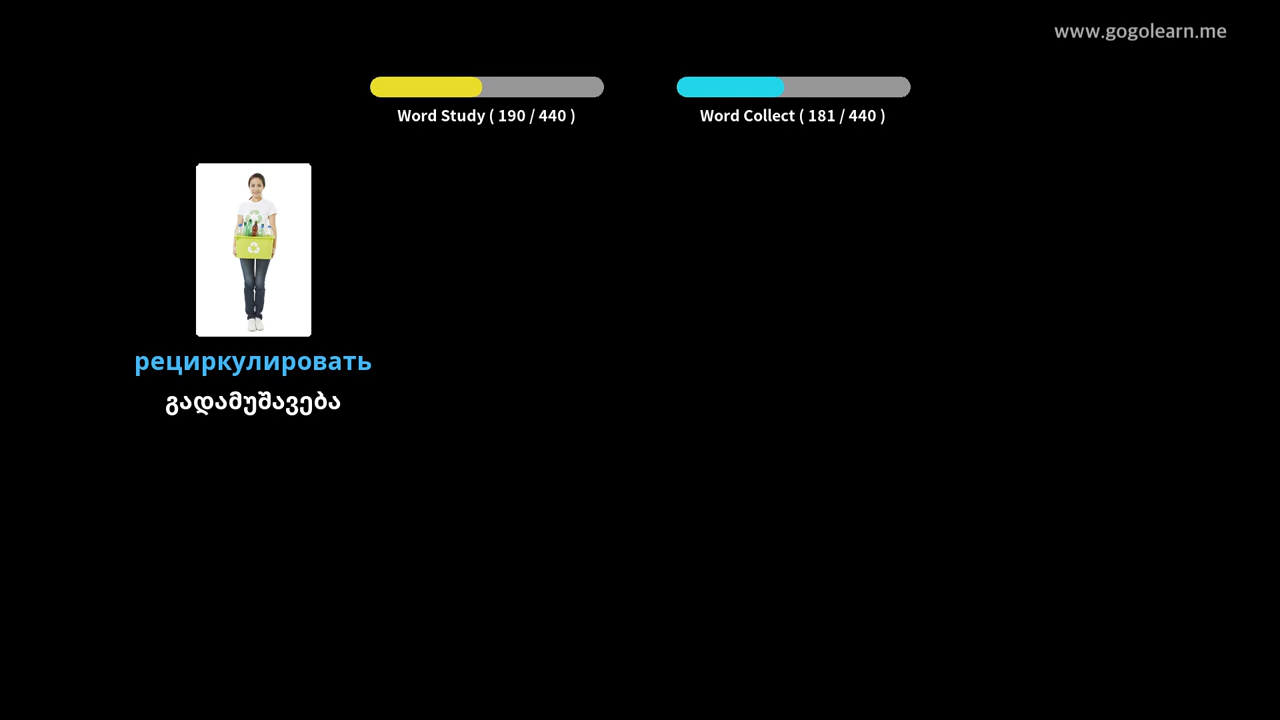 www.gogolearn.me
Word Study ( 190 / 440 )
Word Collect ( 181 / 440 )
рециркулировать
გადამუშავება